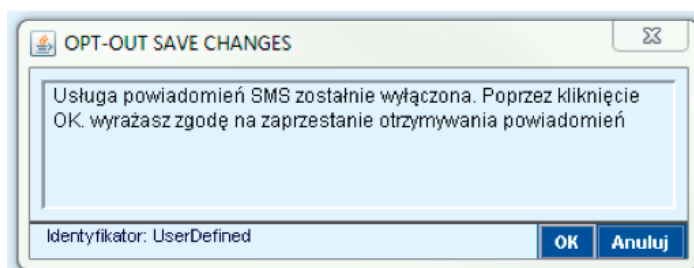 OPT-OUT SAVE CHANGES
Usługa powiadomień SMS zostałnie wyłączona. Poprzez kliknięcie
OK. wyrażasz zgodę na zaprzestanie otrzymywania powiadomień
Identyfikator: UserDefined
OK
Anuluj